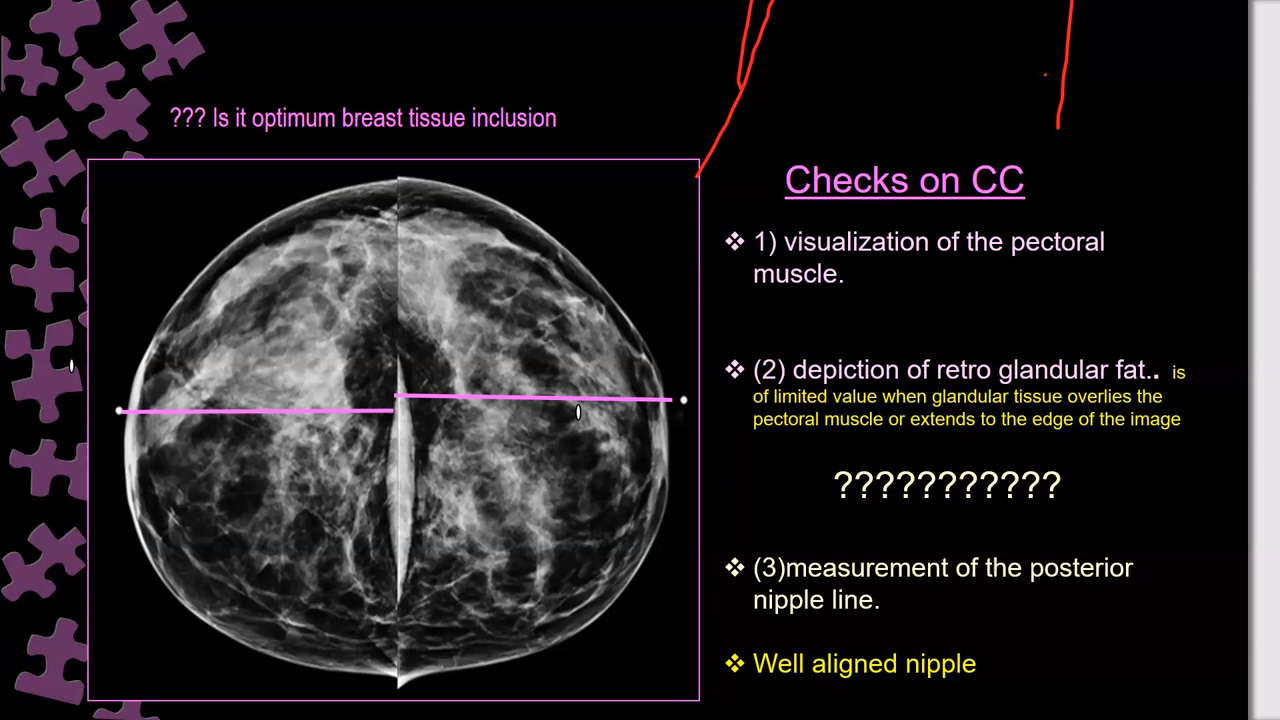 ??? Is it optimum breast tissue inclusion
Checks on CC
❖ 1) visualization of the pectoral
muscle.
❖ (2) depiction of retro glandular fat.. is
of limited value when glandular tissue overlies the
pectoral muscle or extends to the edge of the image
???????????
❖ (3)measurement of the posterior
nipple line.
❖ Well aligned nipple